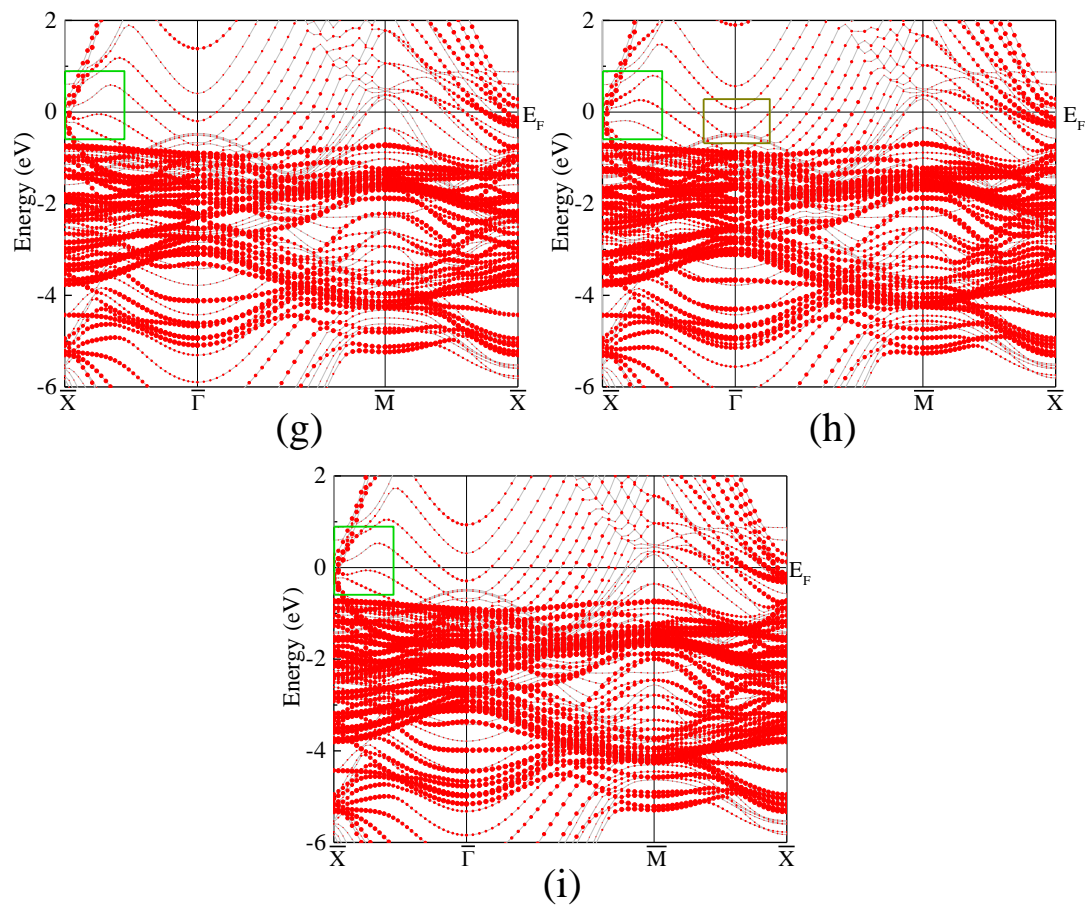 2
0
-2
-4
-6
Energy (eV)
E_F
X̅ Γ̅ M̅ X̅
(g)
2
0
-2
-4
-6
Energy (eV)
E_F
X̅ Γ̅ M̅ X̅
(h)
2
0
-2
-4
-6
Energy (eV)
E_F
X̅ Γ̅ M̅ X̅
(i)